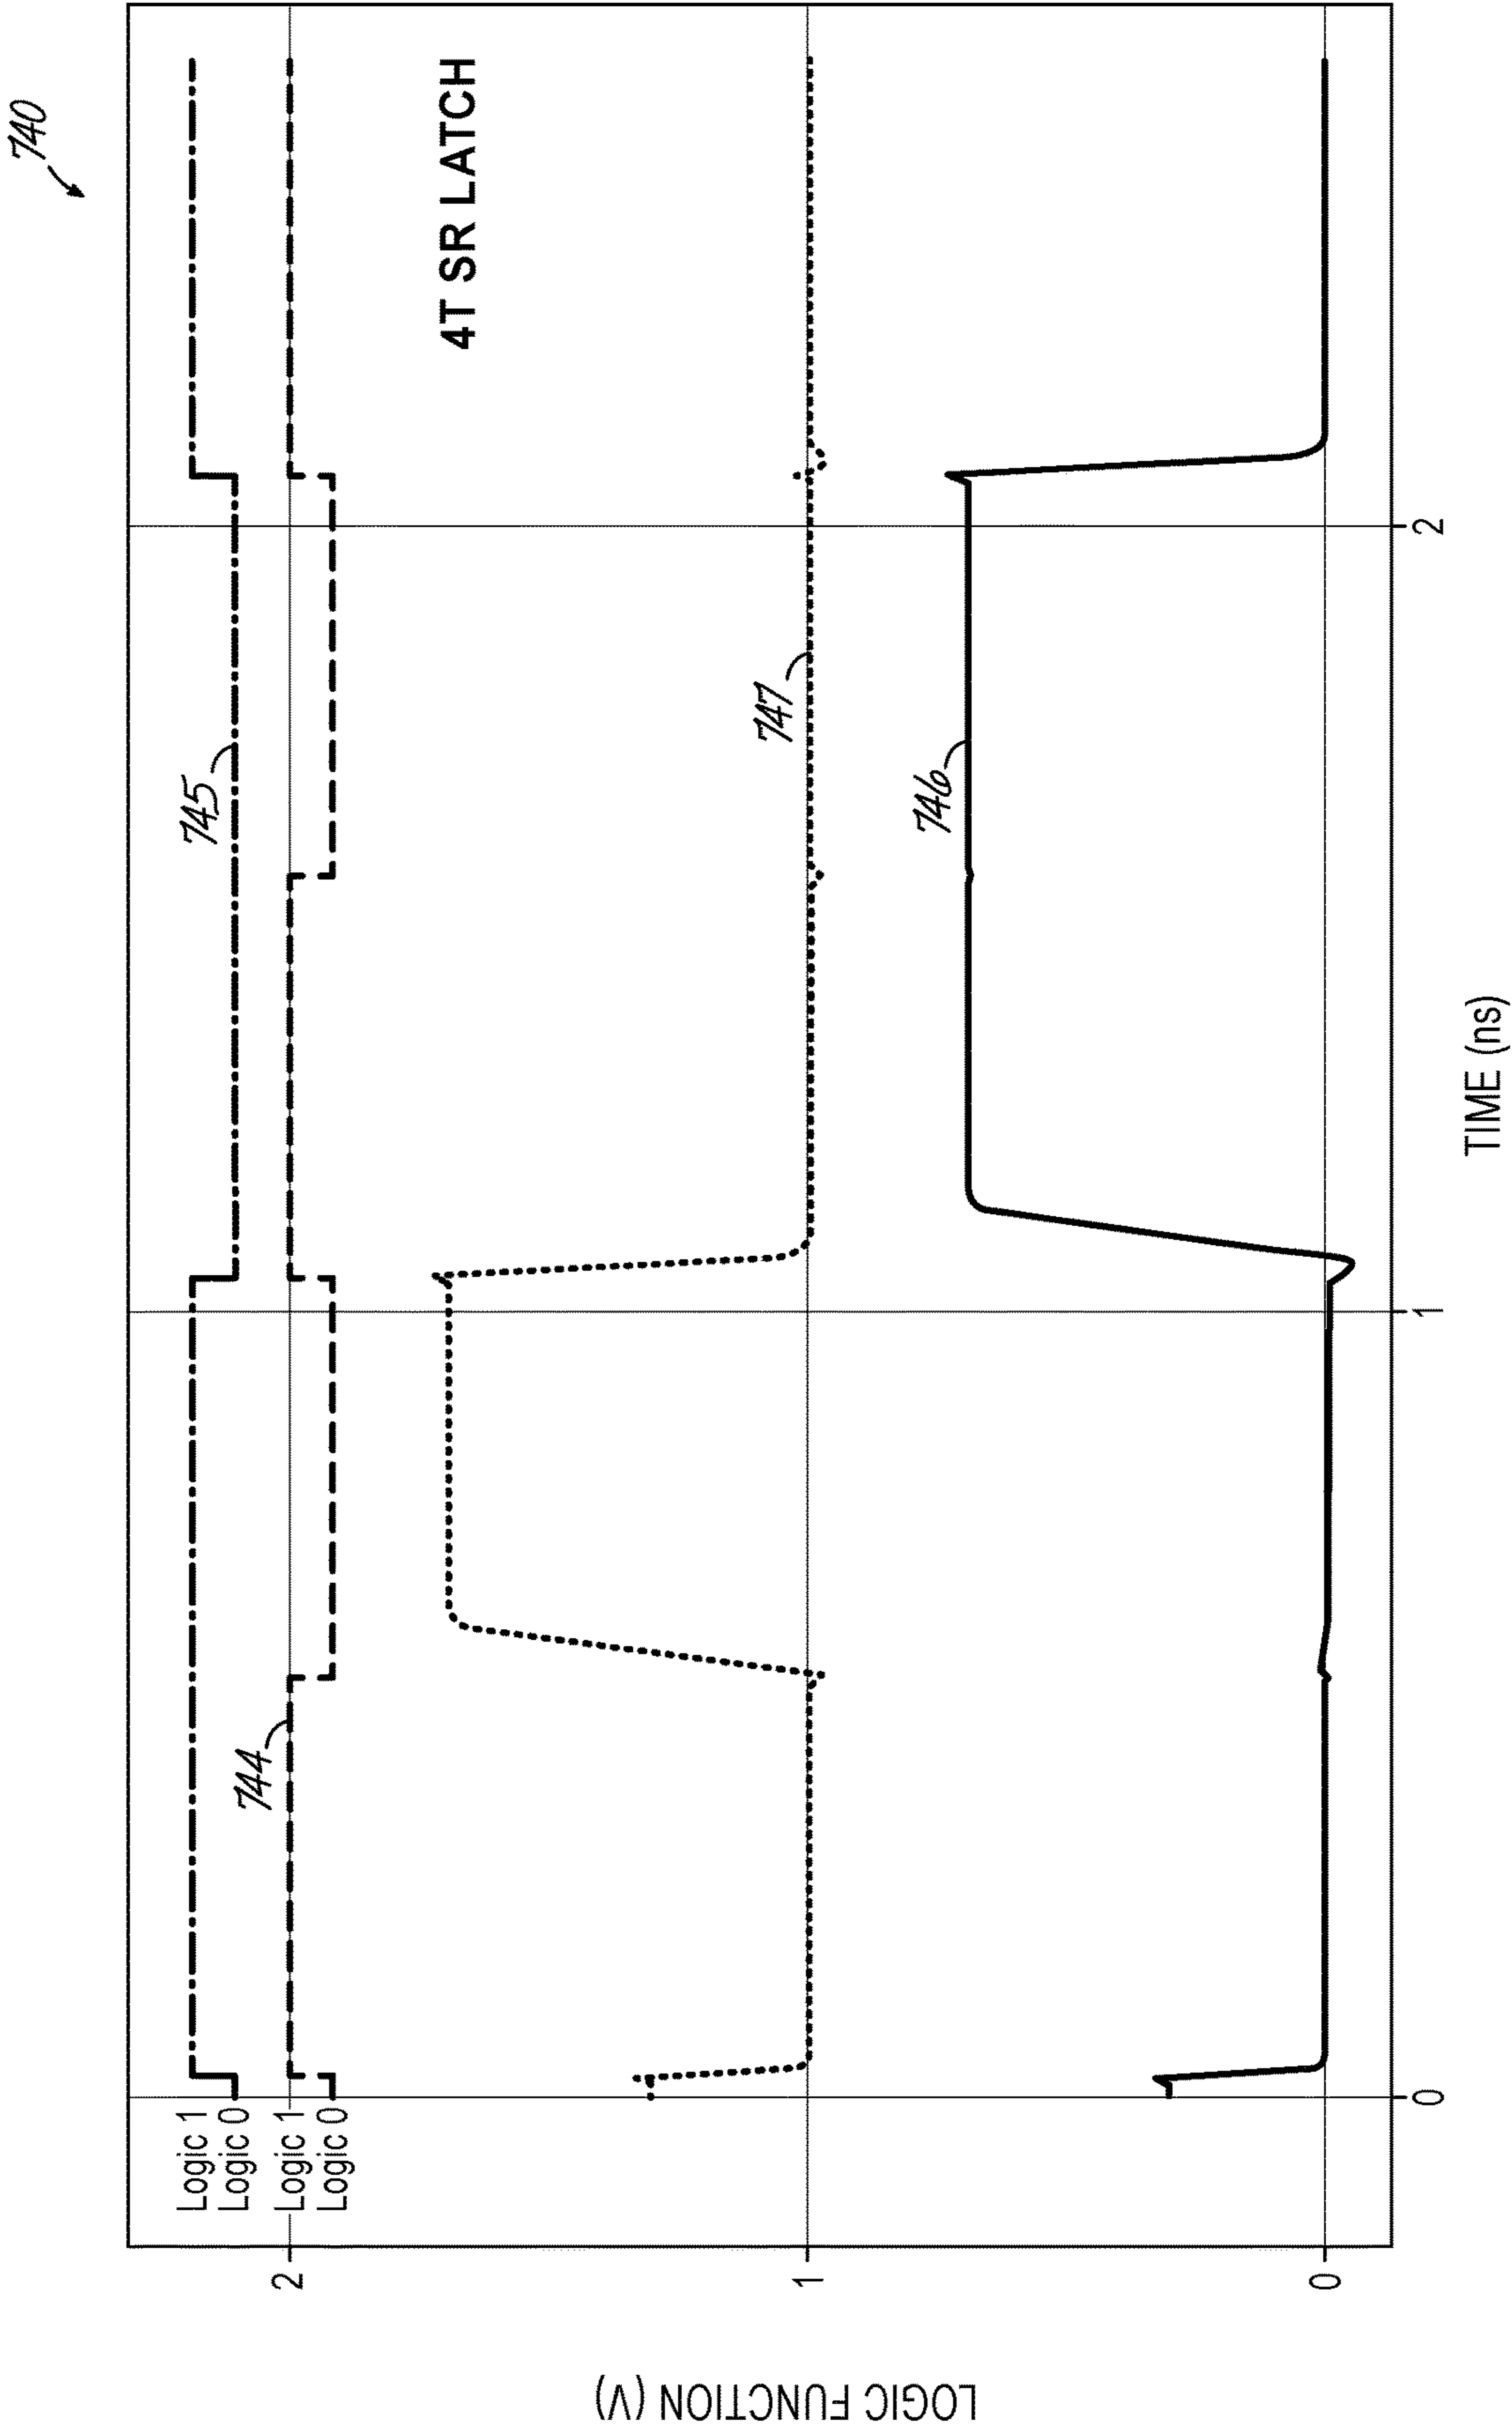 740
Logic 1
Logic 0
Logic 1
Logic 0
745
744
4T SR LATCH
747
746
2
1
0
0
1
2
LOGIC FUNCTION (V)
TIME (ns)